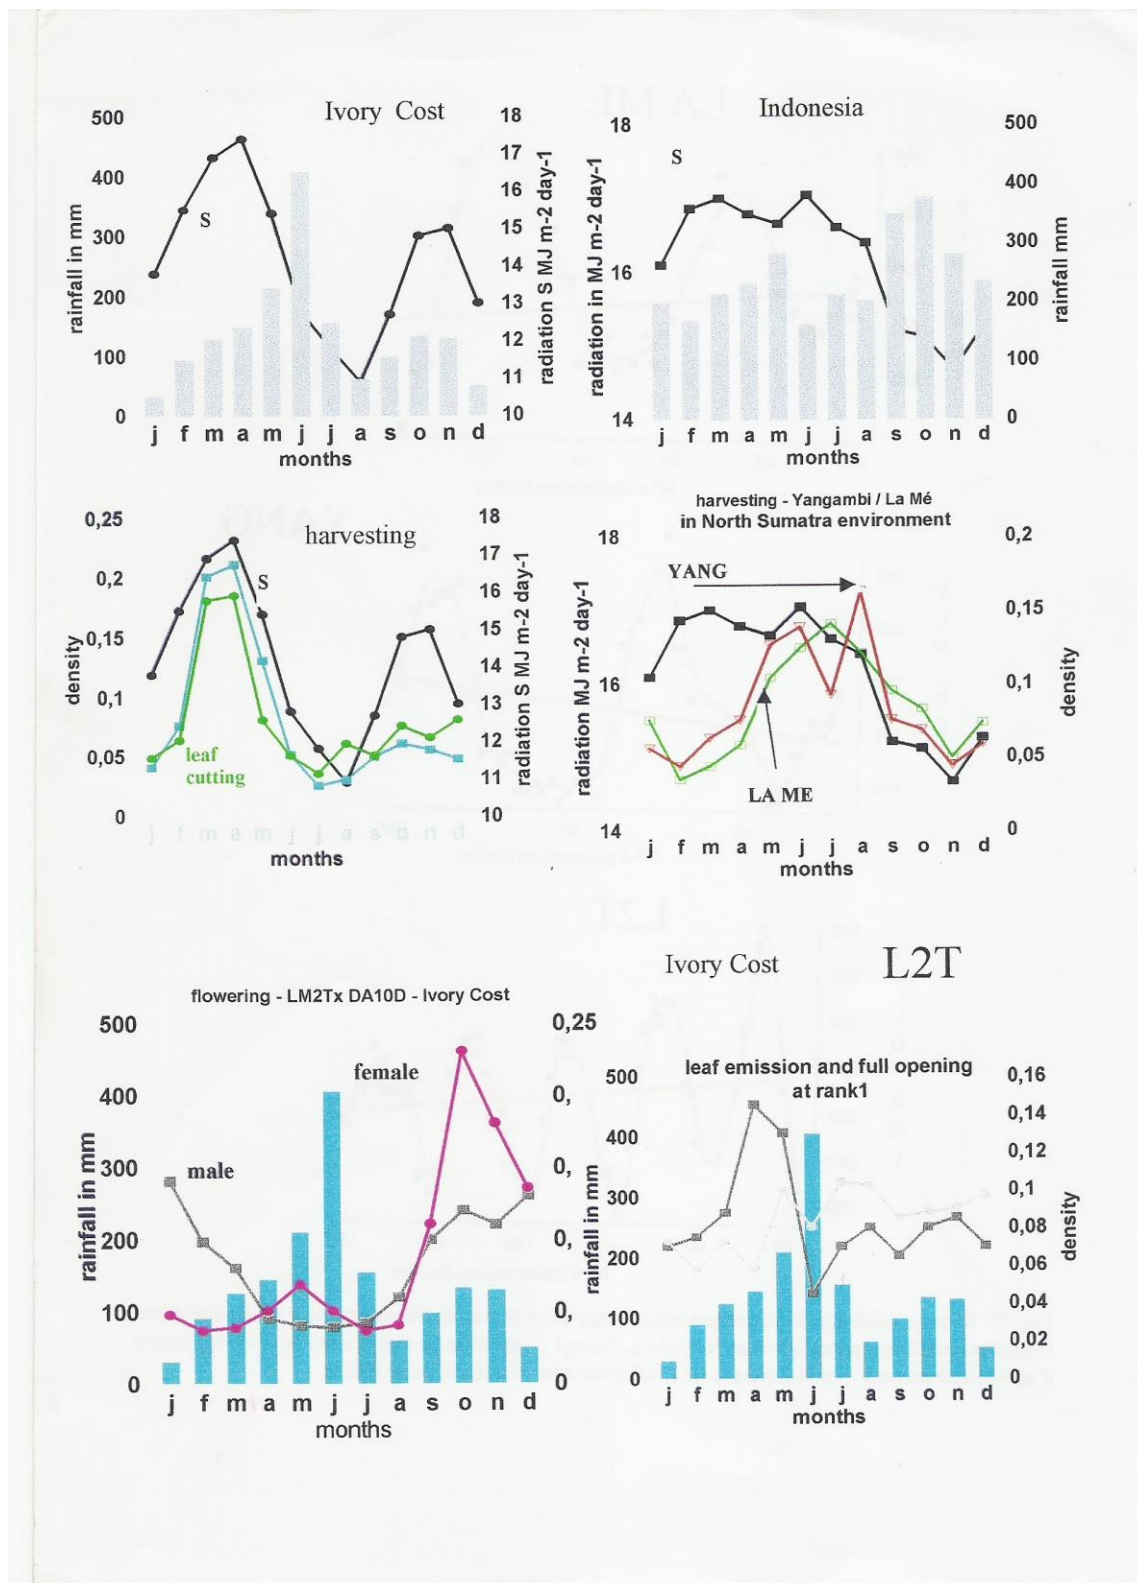 Ivory Cost
500
400
300
200
100
0
rainfall in mm
S
18
17
16
15
14
13
12
11
10
radiation S MJ m-2 day-1
j f m a m j j a s o n d
months
Indonesia
18
16
14
radiation in MJ m-2 day-1
S
500
400
300
200
100
0
rainfall mm
j f m a m j j a s o n d
months
harvesting
0,25
0,2
0,15
0,1
0,05
0
density
S
leaf
cutting
18
17
16
15
14
13
12
11
10
radiation S MJ m-2 day-1
j f m a m j j a s o n d
months
harvesting - Yangambi / La Mé
in North Sumatra environment
18
16
14
radiation MJ m-2 day-1
YANG
LA ME
0,2
0,15
0,1
0,05
0
density
j f m a m j j a s o n d
months
flowering - LM2Tx DA10D - Ivory Cost
500
400
300
200
100
0
rainfall in mm
male
female
0,25
0,
0,
0,
0,
0
j f m a m j j a s o n d
months
Ivory Cost
L2T
leaf emission and full opening
at rank1
500
400
300
200
100
0
rainfall in mm
0,16
0,14
0,12
0,1
0,08
0,06
0,04
0,02
0
density
j f m a m j j a s o n d
months
LA ME
YANG
L2T